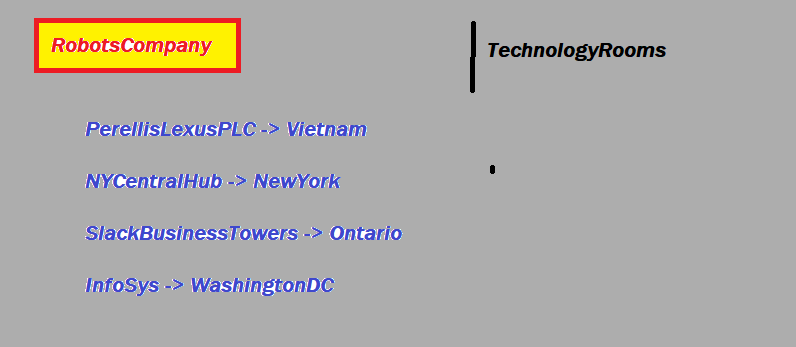 RobotsCompany
TechnologyRooms
PerellisLexusPLC -> Vietnam
NYCentralHub -> NewYork
SlackBusinessTowers -> Ontario
InfoSys -> WashingtonDC